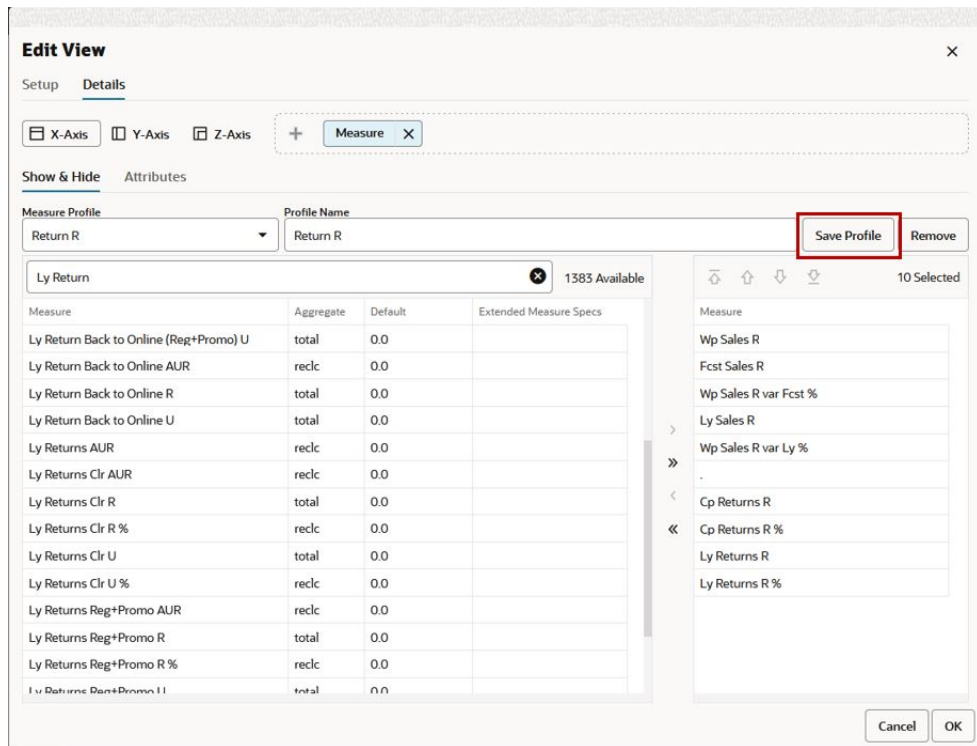 Edit View
Setup Details
X-Axis Y-Axis Z-Axis + Measure X
Show & Hide Attributes
Measure Profile Profile Name
Return R Return R Save Profile Remove
Ly Return 1383 Available 10 Selected
Measure Aggregate Default Extended Measure Specs Measure
Ly Return Back to Online (Reg+Promo) U total 0.0 Wp Sales R
Ly Return Back to Online AUR reclc 0.0 Fcst Sales R
Ly Return Back to Online R total 0.0 Wp Sales R var Fcst %
Ly Return Back to Online U total 0.0 Ly Sales R
Ly Returns AUR reclc 0.0 Wp Sales R var Ly %
Ly Returns Clr AUR reclc 0.0 .
Ly Returns Clr R total 0.0 Cp Returns R
Ly Returns Clr R % reclc 0.0 Cp Returns R %
Ly Returns Clr U total 0.0 Ly Returns R
Ly Returns Clr U % reclc 0.0 Ly Returns R %
Ly Returns Reg+Promo AUR reclc 0.0
Ly Returns Reg+Promo R total 0.0
Ly Returns Reg+Promo R % reclc 0.0
Ly Returns Reg+Promo U total 0.0
Cancel OK